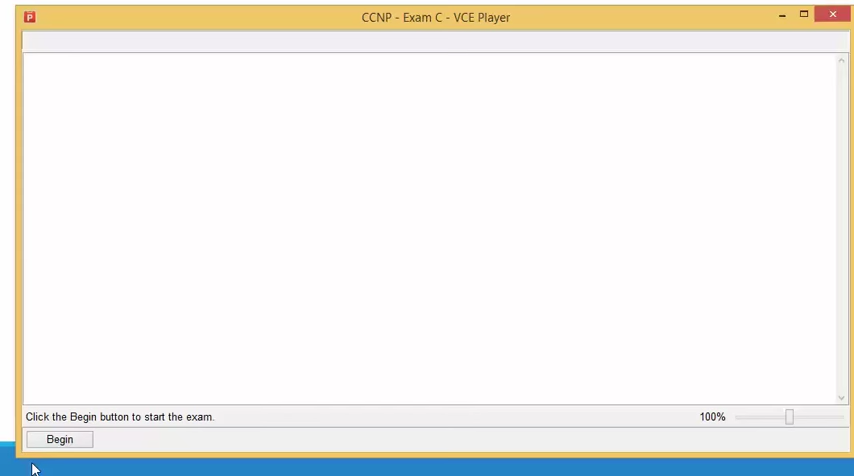 CCNP - Exam C - VCE Player
Click the Begin button to start the exam.
100%
Begin